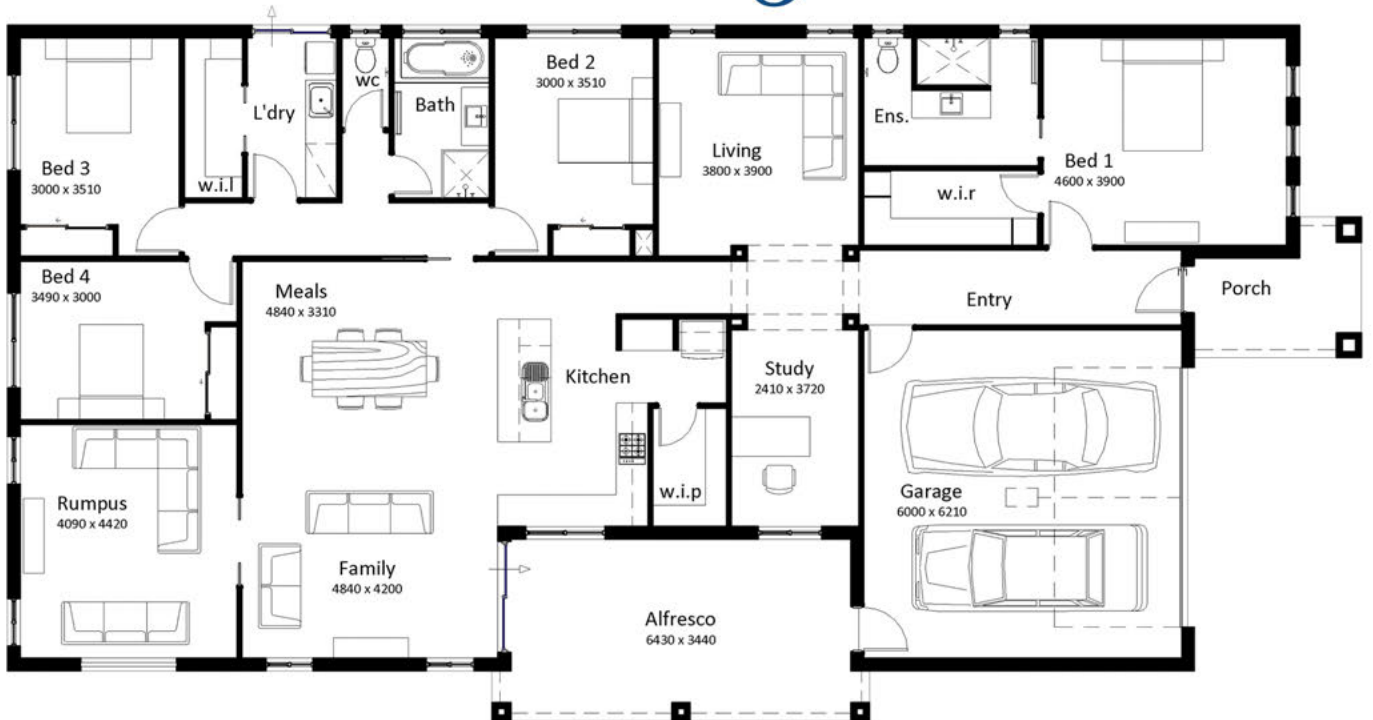 Bed 3
3000 x 3510
w.i.l
L'dry
wc
Bath
Bed 2
3000 x 3510
Living
3800 x 3900
Ens.
w.i.r
Bed 1
4600 x 3900
Bed 4
3490 x 3000
Meals
4840 x 3310
Kitchen
Study
2410 x 3720
Entry
Porch
Rumpus
4090 x 4420
Family
4840 x 4200
w.i.p
Garage
6000 x 6210
Alfresco
6430 x 3440